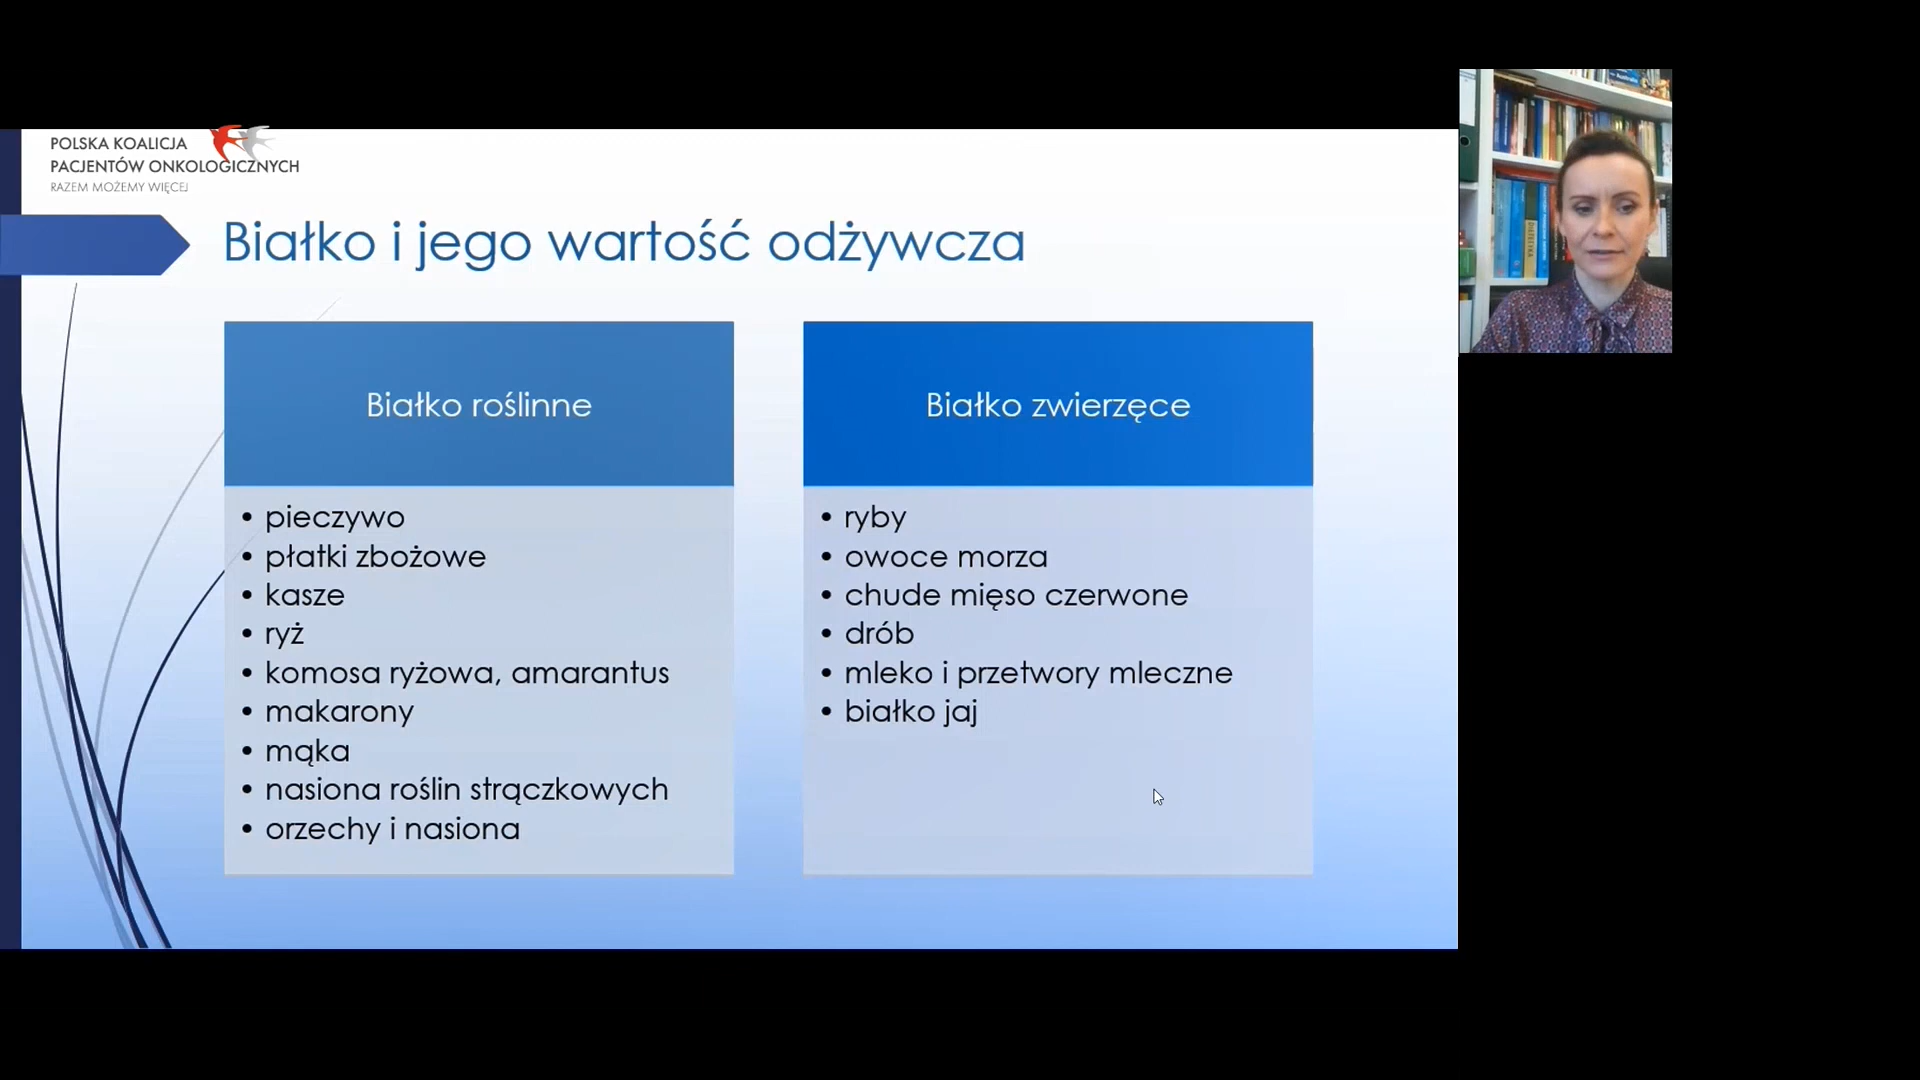 POLSKA KOALICJA
PACJENTÓW ONKOLOGICZNYCH
RAZEM MOŻEMY WIĘCEJ
Białko i jego wartość odżywcza
Białko roślinne
• pieczywo
• płatki zbożowe
• kasze
• ryż
• komosa ryżowa, amarantus
• makarony
• mąka
• nasiona roślin strączkowych
• orzechy i nasiona
Białko zwierzęce
• ryby
• owoce morza
• chude mięso czerwone
• drób
• mleko i przetwory mleczne
• białko jaj
Australia
DIETETYKA